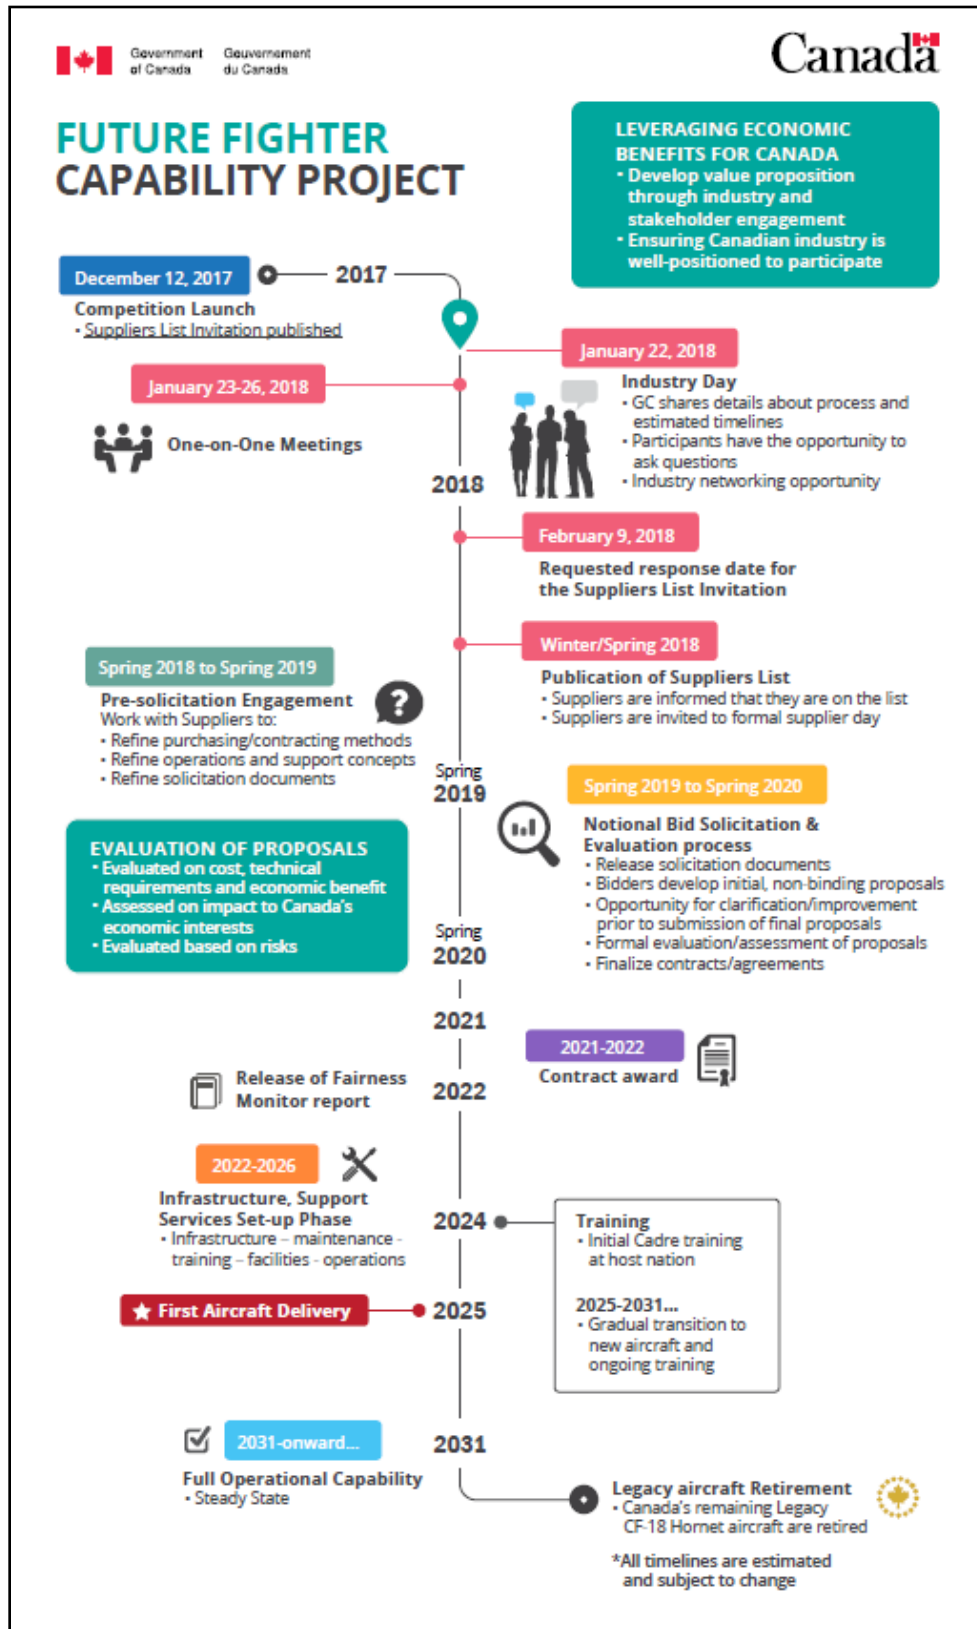 Government
of Canada
Gouvernement
du Canada
Canada
FUTURE FIGHTER
CAPABILITY PROJECT
LEVERAGING ECONOMIC
BENEFITS FOR CANADA
• Develop value proposition
through industry and
stakeholder engagement
• Ensuring Canadian industry is
well-positioned to participate
December 12, 2017
2017
Competition Launch
• Suppliers List Invitation published
January 22, 2018
Industry Day
• GC shares details about process and
estimated timelines
• Participants have the opportunity to
ask questions
• Industry networking opportunity
January 23-26, 2018
One-on-One Meetings
2018
February 9, 2018
Requested response date for
the Suppliers List Invitation
Winter/Spring 2018
Publication of Suppliers List
• Suppliers are informed that they are on the list
• Suppliers are invited to formal supplier day
Spring 2018 to Spring 2019
Pre-solicitation Engagement
Work with Suppliers to:
• Refine purchasing/contracting methods
• Refine operations and support concepts
• Refine solicitation documents
?
Spring
2019
Spring 2019 to Spring 2020
Notional Bid Solicitation &
Evaluation process
• Release solicitation documents
• Bidders develop initial, non-binding proposals
• Opportunity for clarification/improvement
prior to submission of final proposals
• Formal evaluation/assessment of proposals
• Finalize contracts/agreements
EVALUATION OF PROPOSALS
• Evaluated on cost, technical
requirements and economic benefit
• Assessed on impact to Canada's
economic interests
• Evaluated based on risks
Spring
2020
2021
2021-2022
Contract award
Release of Fairness
Monitor report
2022
2022-2026
Infrastructure, Support
Services Set-up Phase
• Infrastructure – maintenance -
training – facilities - operations
2024
Training
• Initial Cadre training
at host nation
2025-2031...
• Gradual transition to
new aircraft and
ongoing training
First Aircraft Delivery
2025
2031-onward...
Full Operational Capability
• Steady State
2031
Legacy aircraft Retirement
• Canada's remaining Legacy
CF-18 Hornet aircraft are retired
*All timelines are estimated
and subject to change